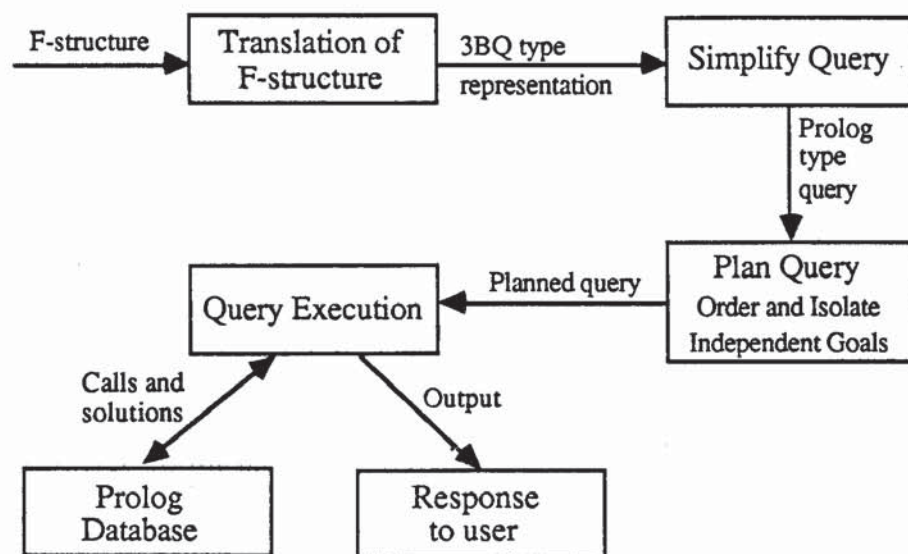 F-structure
Translation of
F-structure
3BQ type
representation
Simplify Query
Prolog
type
query
Plan Query
Order and Isolate
Independent Goals
Planned query
Query Execution
Calls and
solutions
Output
Prolog
Database
Response
to user